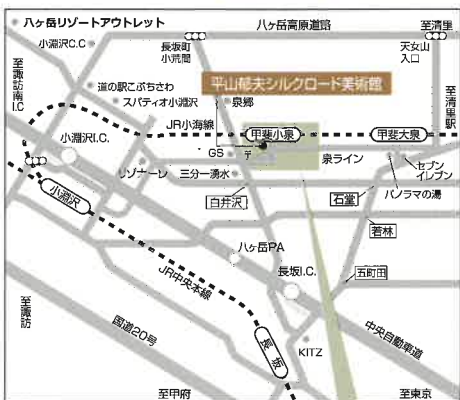 八ヶ岳リゾートアウトレット
八ヶ岳高原道路
至清里
小淵沢C.C
長坂町
小荒間
天女山
入口
至諏訪南I.C
道の駅こぶちさわ
スパティオ小淵沢
平山郁夫シルクロード美術館
泉郷
至清里駅
JR小海線
甲斐小泉
甲斐大泉
小淵沢I.C.
GS
〒
泉ライン
セブン
イレブン
リゾナーレ
三分一湧水
パノラマの湯
小淵沢
白井沢
石堂
若林
八ヶ岳PA
五町田
長坂I.C.
JR中央本線
至諏訪
国道20号
中央自動車道
長坂
KITZ
至甲府
至東京